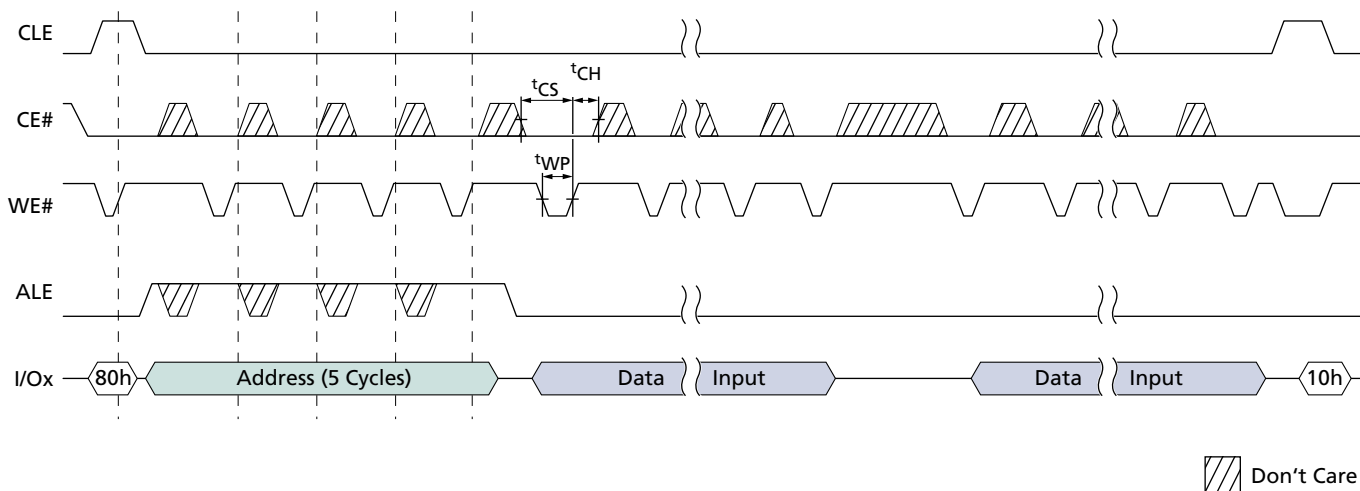 CLE
tCH
tCS
CE#
tWP
WE#
ALE
I/Ox 80h Address (5 Cycles) Data Input Data Input 10h
Don't Care